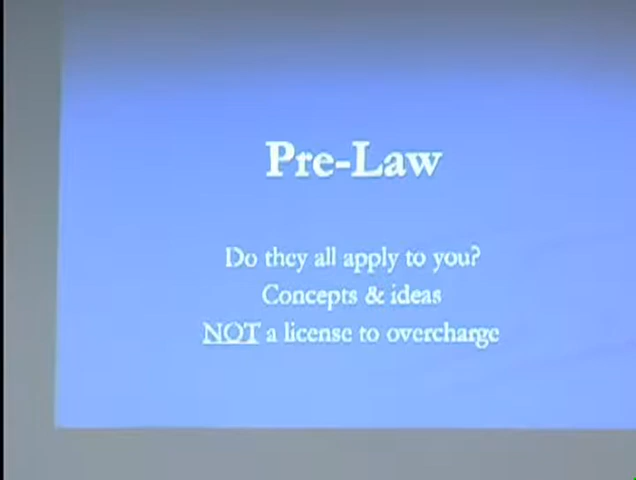 Pre-Law
Do they all apply to you?
Concepts & ideas
NOT a license to overcharge